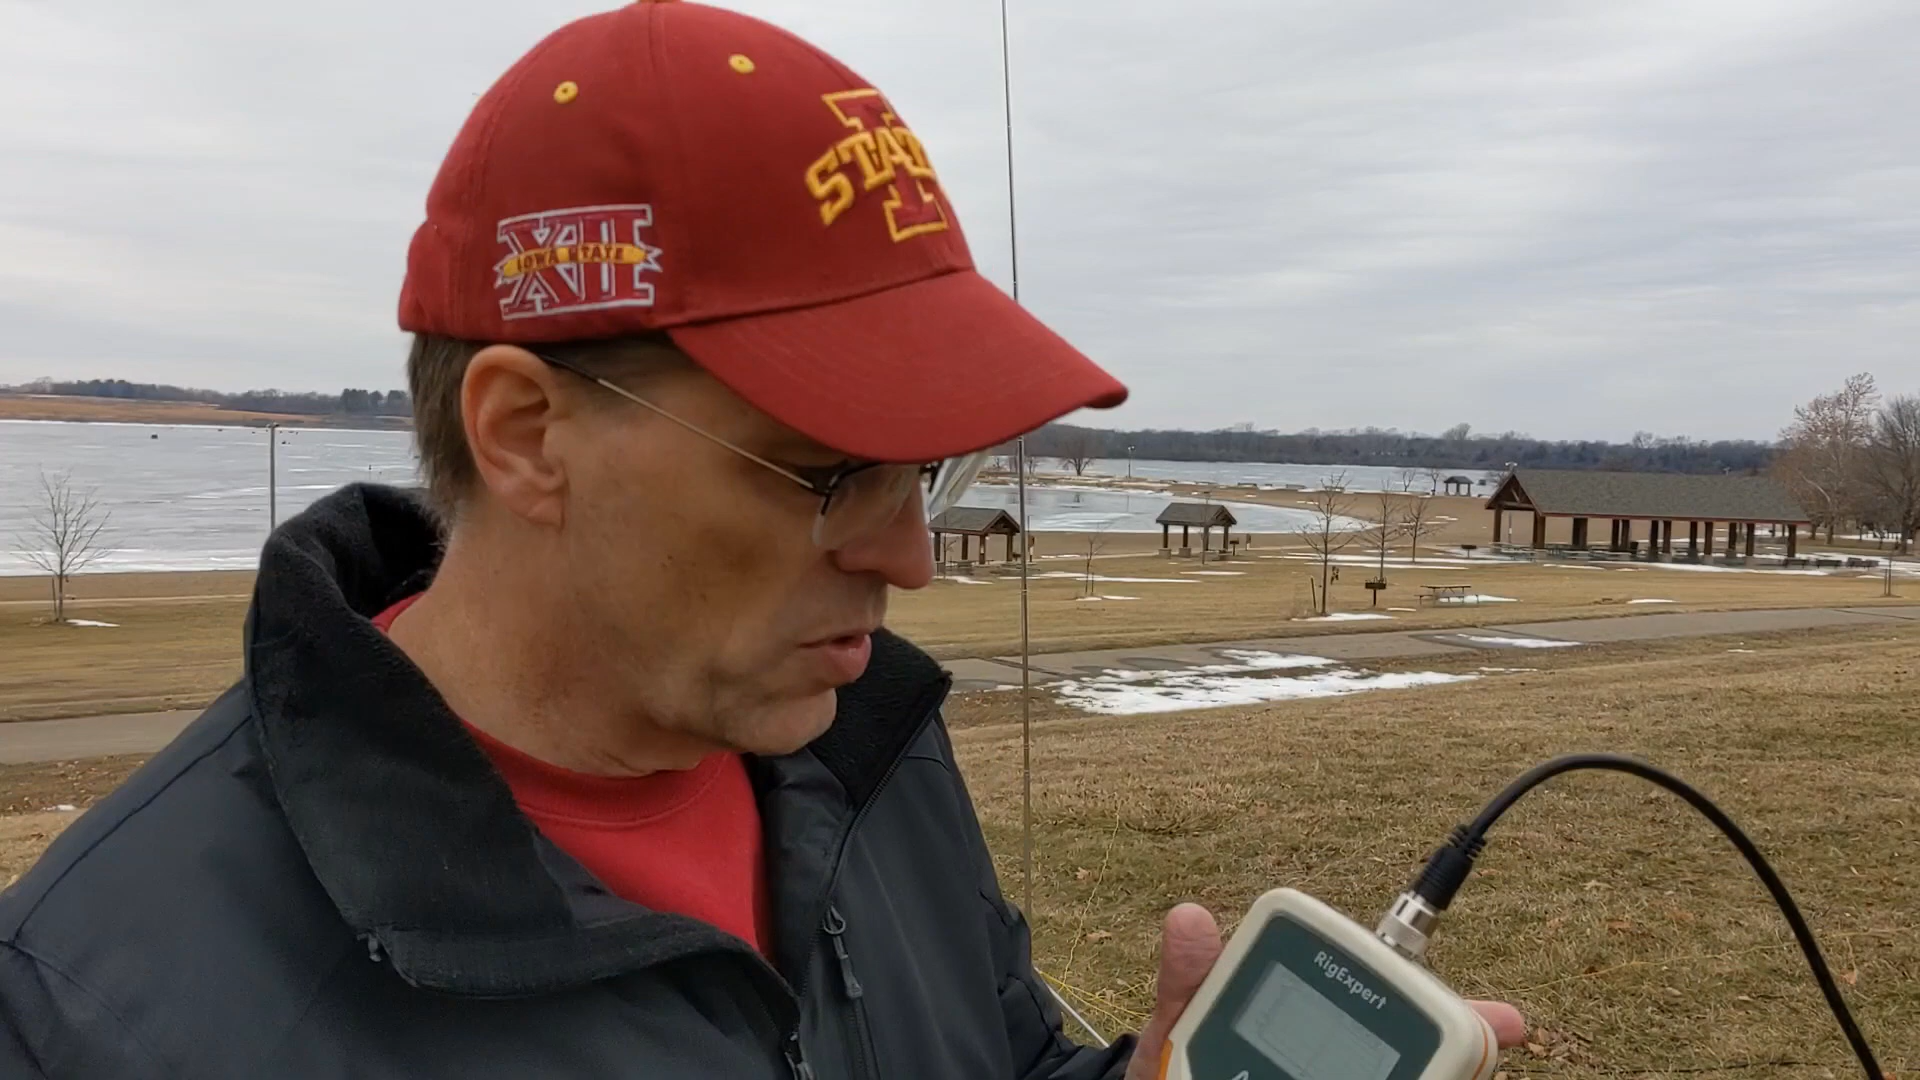 I
STATE
XII
IOWA STATE
RigExpert